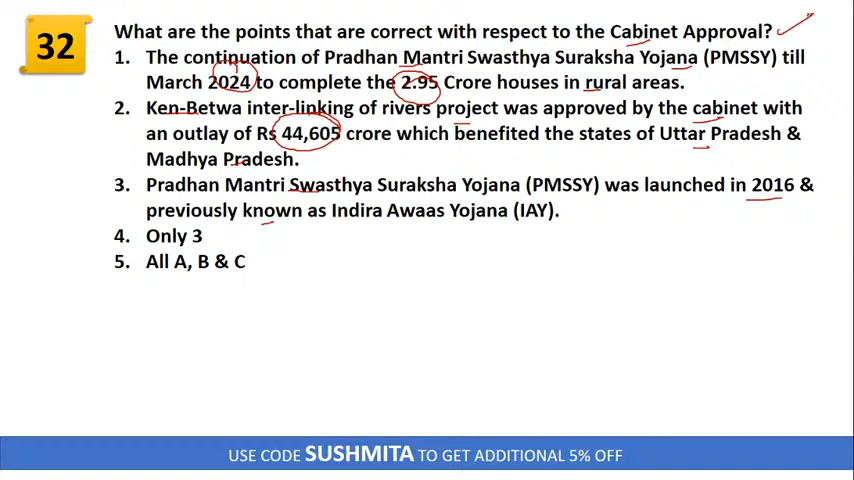 32
What are the points that are correct with respect to the Cabinet Approval?
1. The continuation of Pradhan Mantri Swasthya Suraksha Yojana (PMSSY) till
March 2024 to complete the 2.95 Crore houses in rural areas.
2. Ken-Betwa inter-linking of rivers project was approved by the cabinet with
an outlay of Rs 44,605 crore which benefited the states of Uttar Pradesh &
Madhya Pradesh.
3. Pradhan Mantri Swasthya Suraksha Yojana (PMSSY) was launched in 2016 &
previously known as Indira Awaas Yojana (IAY).
4. Only 3
5. All A, B & C
USE CODE SUSHMITA TO GET ADDITIONAL 5% OFF